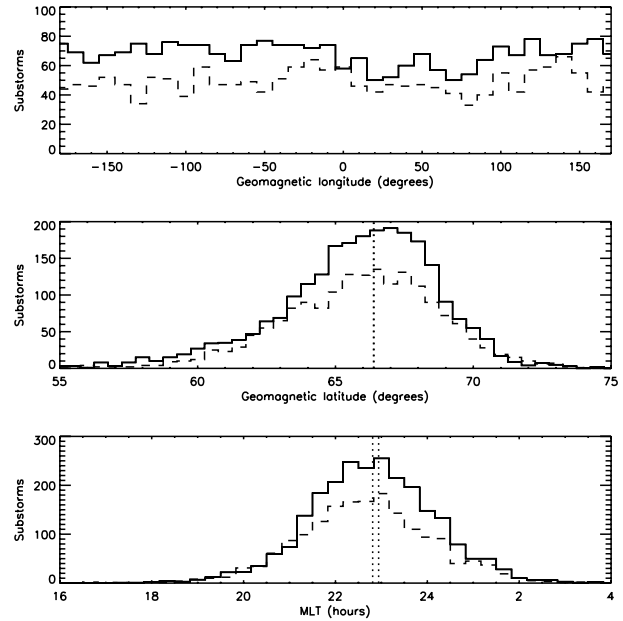 100
80
60
40
20
0
Substorms
−150 −100 −50 0 50 100 150
Geomagnetic longitude (degrees)
200
150
100
50
0
Substorms
55 60 65 70 75
Geomagnetic latitude (degrees)
300
200
100
0
Substorms
16 18 20 22 24 2 4
MLT (hours)